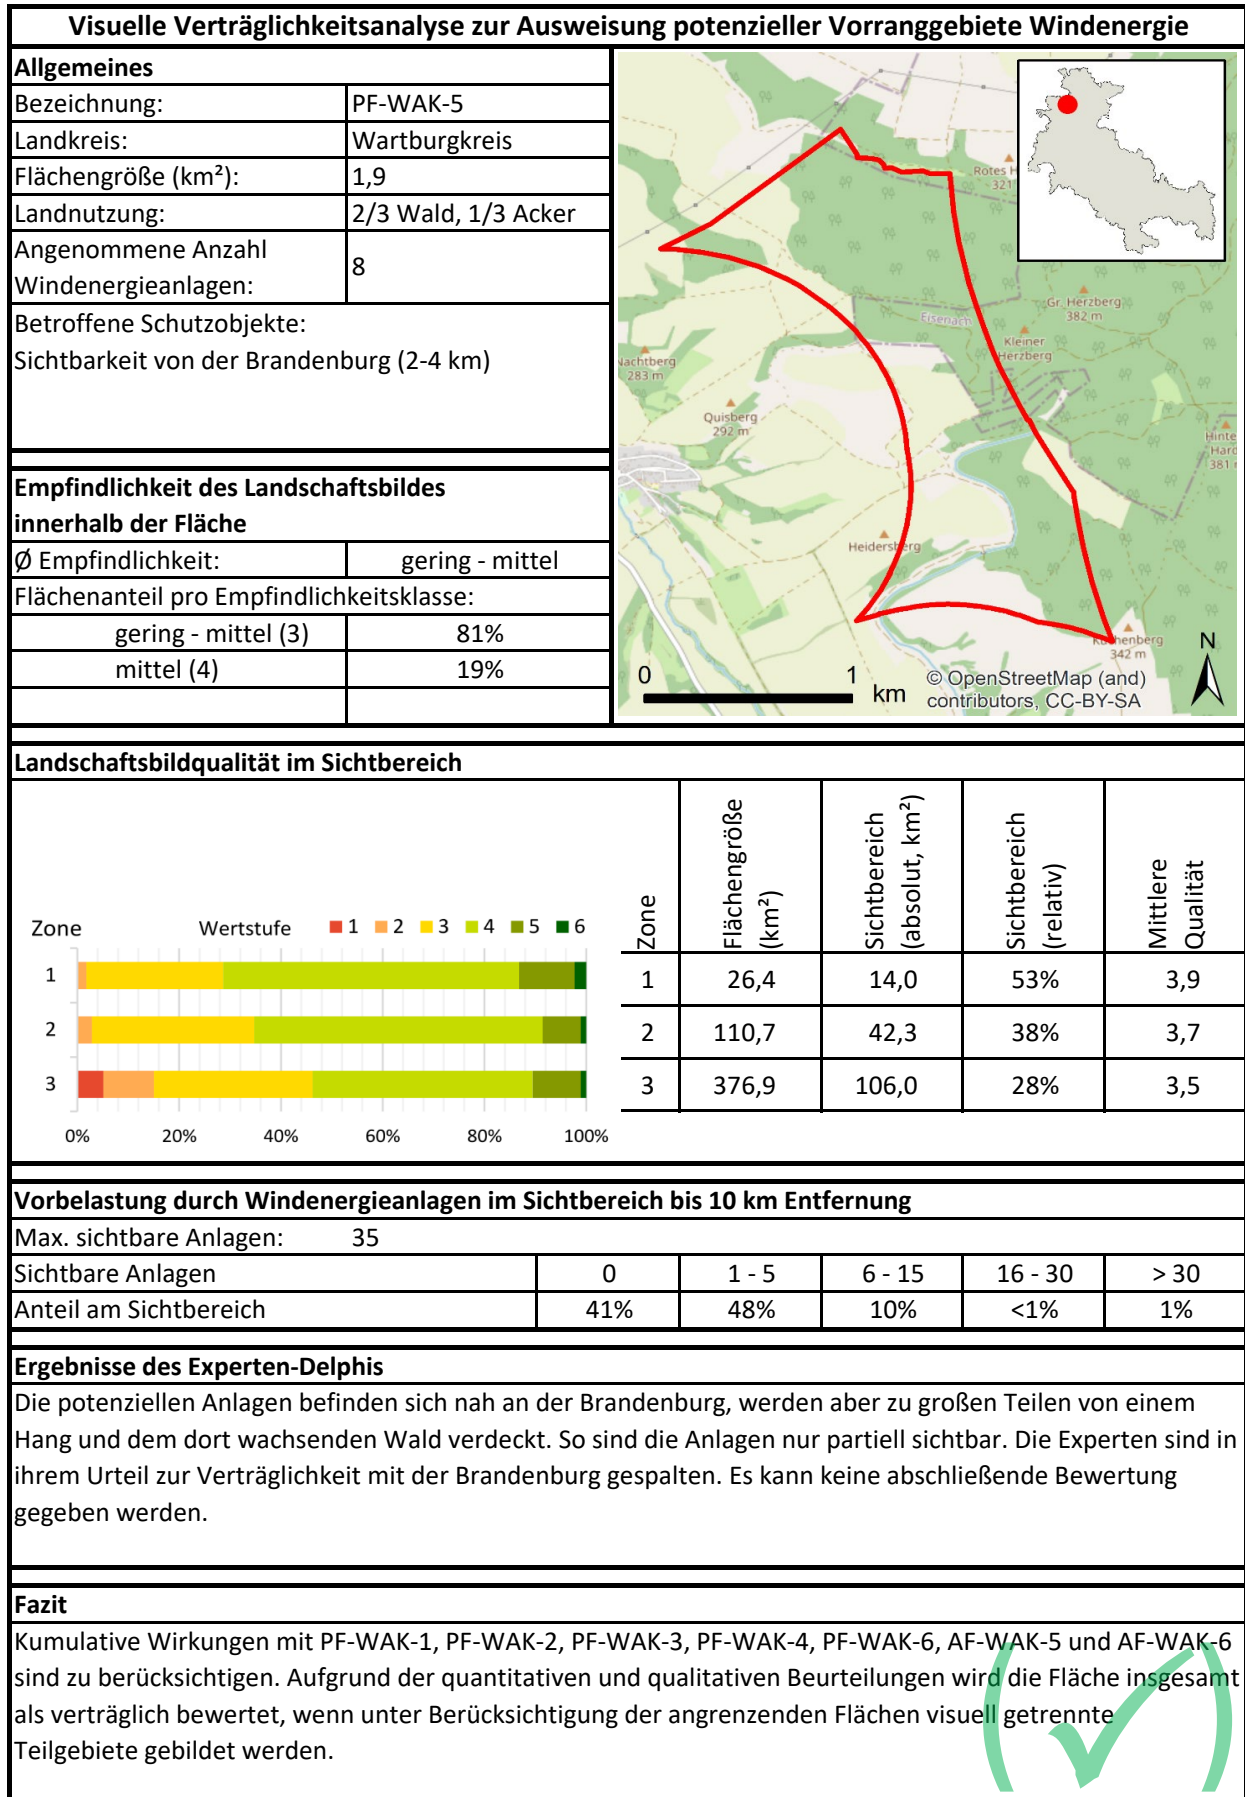 Visuelle Verträglichkeitsanalyse zur Ausweisung potenzieller Vorranggebiete Windenergie
Allgemeines
Bezeichnung: PF-WAK-5
Landkreis: Wartburgkreis
Flächengröße (km²): 1,9
Landnutzung: 2/3 Wald, 1/3 Acker
Angenommene Anzahl
Windenergieanlagen: 8
Betroffene Schutzobjekte:
Sichtbarkeit von der Brandenburg (2-4 km)
Empfindlichkeit des Landschaftsbildes
innerhalb der Fläche
Ø Empfindlichkeit: gering - mittel
Flächenanteil pro Empfindlichkeitsklasse:
gering - mittel (3) 81%
mittel (4) 19%
Rotes
321
Gr. Herzberg
382 m
Eisenach
Kleiner
Herzberg
Nachtberg
283 m
Quisberg
292 m
Hinte
Hard
381
Heidersberg
Kuchenberg
342 m
N
0 1 km
© OpenStreetMap (and)
contributors, CC-BY-SA
Landschaftsbildqualität im Sichtbereich
Zone Wertstufe 1 2 3 4 5 6
1
2
3
0% 20% 40% 60% 80% 100%
Zone Flächengröße (km²) Sichtbereich (absolut, km²) Sichtbereich (relativ) Mittlere Qualität
1 26,4 14,0 53% 3,9
2 110,7 42,3 38% 3,7
3 376,9 106,0 28% 3,5
Vorbelastung durch Windenergieanlagen im Sichtbereich bis 10 km Entfernung
Max. sichtbare Anlagen: 35
Sichtbare Anlagen 0 1 - 5 6 - 15 16 - 30 > 30
Anteil am Sichtbereich 41% 48% 10% <1% 1%
Ergebnisse des Experten-Delphis
Die potenziellen Anlagen befinden sich nah an der Brandenburg, werden aber zu großen Teilen von einem
Hang und dem dort wachsenden Wald verdeckt. So sind die Anlagen nur partiell sichtbar. Die Experten sind in
ihrem Urteil zur Verträglichkeit mit der Brandenburg gespalten. Es kann keine abschließende Bewertung
gegeben werden.
Fazit
Kumulative Wirkungen mit PF-WAK-1, PF-WAK-2, PF-WAK-3, PF-WAK-4, PF-WAK-6, AF-WAK-5 und AF-WAK-6
sind zu berücksichtigen. Aufgrund der quantitativen und qualitativen Beurteilungen wird die Fläche insgesamt
als verträglich bewertet, wenn unter Berücksichtigung der angrenzenden Flächen visuell getrennte
Teilgebiete gebildet werden.